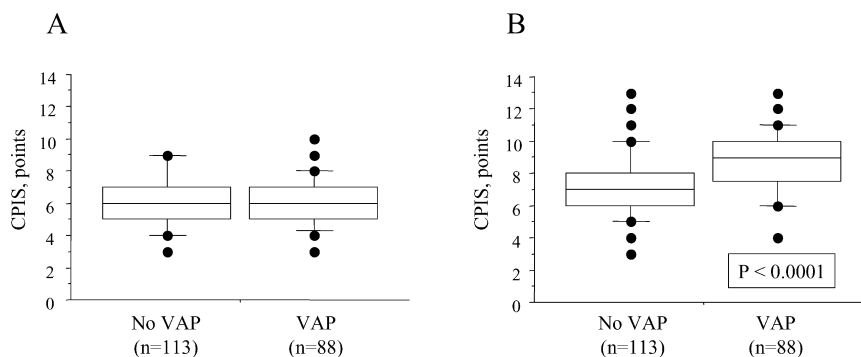 A
CPIS, points
14
12
10
8
6
4
2
0
No VAP
(n=113)
VAP
(n=88)
B
CPIS, points
14
12
10
8
6
4
2
0
P < 0.0001
No VAP
(n=113)
VAP
(n=88)